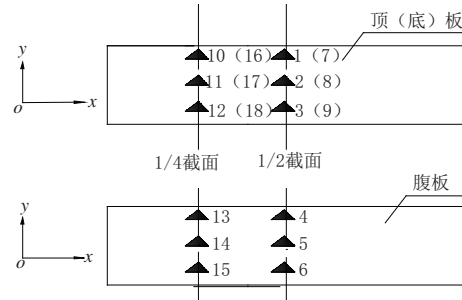 顶（底）板
y
10（16）
1（7）
11（17）
2（8）
o
x
12（18）
3（9）
1/4截面
1/2截面
腹板
y
13
4
14
5
o
x
15
6